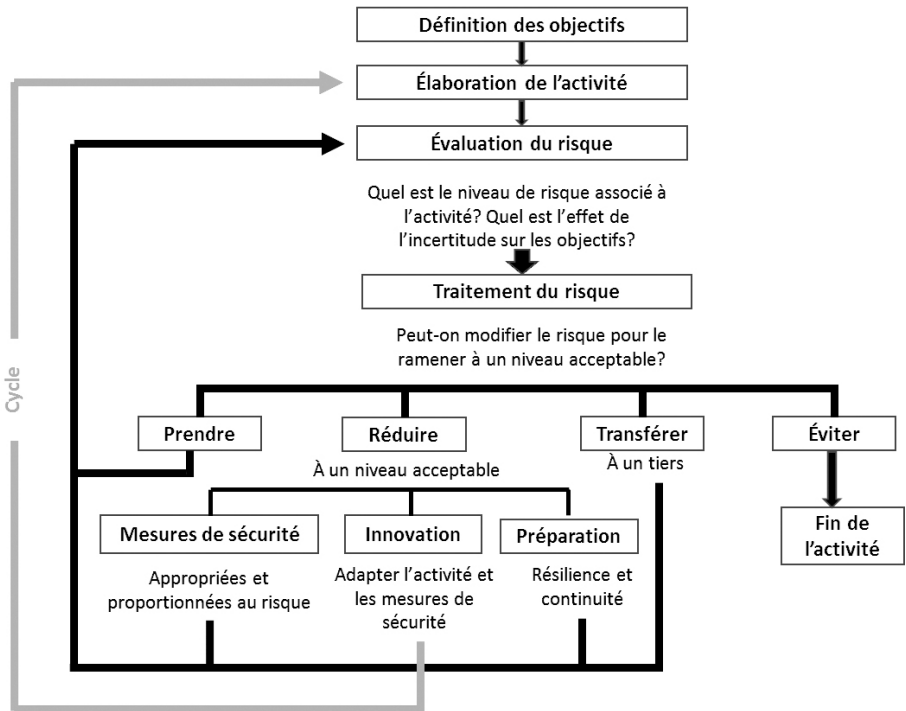 Définition des objectifs
Élaboration de l'activité
Évaluation du risque
Quel est le niveau de risque associé à
l'activité? Quel est l'effet de
l'incertitude sur les objectifs?
Traitement du risque
Peut-on modifier le risque pour le
ramener à un niveau acceptable?
Cycle
Prendre
Réduire
Transférer
Éviter
À un niveau acceptable
À un tiers
Mesures de sécurité
Innovation
Préparation
Fin de
l'activité
Appropriées et
proportionnées au risque
Adapter l'activité et
les mesures de
sécurité
Résilience et
continuité